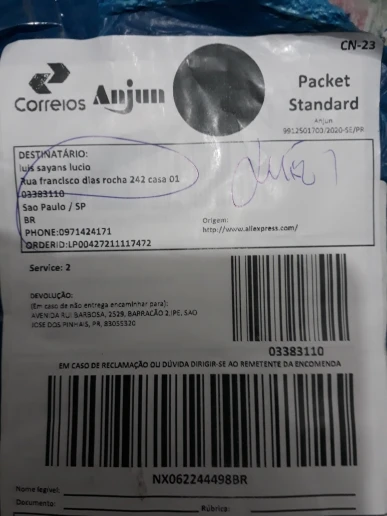 CN-23
Correios Anjun
Packet Standard
Anjun
9912501700/2020-SE/PR
DESTINATÁRIO:
luis sayans lucio
Rua francisco dias rocha 242 casa 01
03383110
Sao Paulo / SP
BR
PHONE:0971424171
ORDERID:LP00427211117472
Origem:
http://www.aliexpress.com/
Service: 2
DEVOLUÇÃO:
(Em caso de não entrega encaminhar para):
AVENIDA RUI BARBOSA, 2529, BARRACÃO 2,IPE, SAO
JOSE DOS PINHAIS, PR, 83055320
03383110
EM CASO DE RECLAMAÇÃO OU DÚVIDA DIRIGIR-SE AO REMETENTE DA ENCOMENDA
NX062244498BR
Nome legível:
Documento:
Rúbrica: